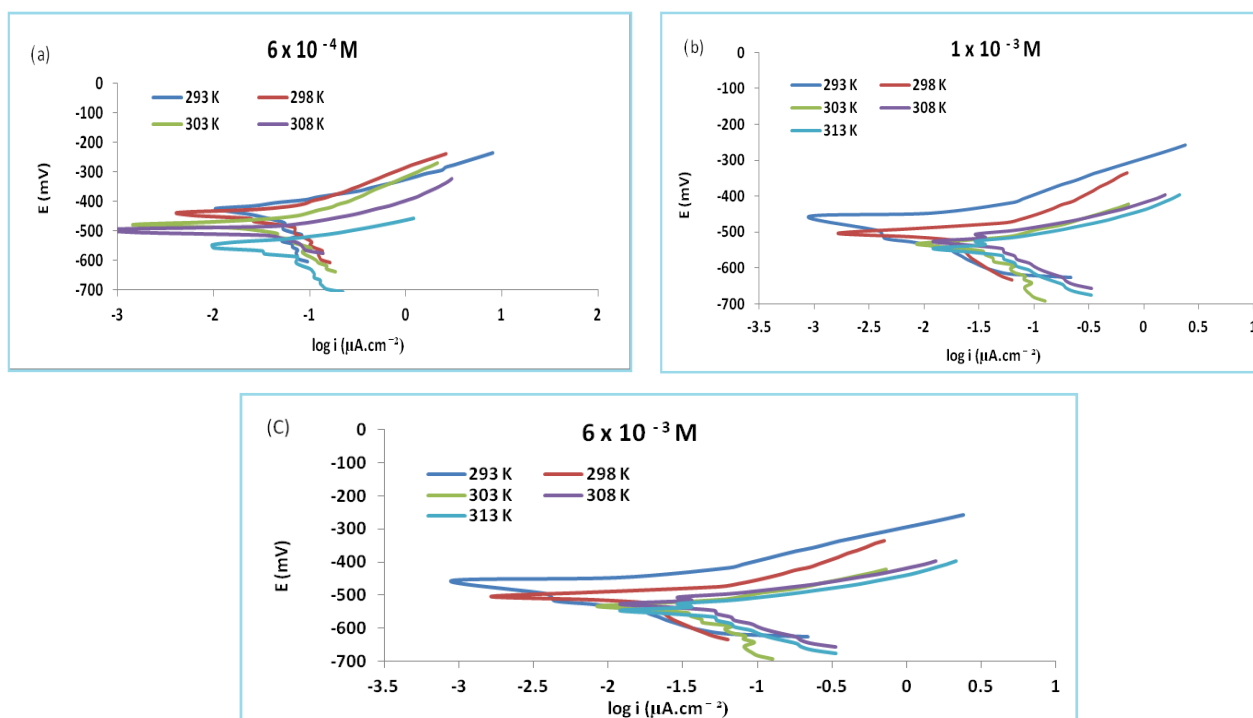 (a)
6 x 10 ⁻⁴ M
0
-100
-200
-300
-400
-500
-600
-700
E (mV)
293 K
298 K
303 K
308 K
-3
-2
-1
0
1
2
log i (µA.cm⁻²)
(b)
1 x 10 ⁻³ M
0
-100
-200
-300
-400
-500
-600
-700
E (mV)
293 K
298 K
303 K
308 K
313 K
-3.5
-3
-2.5
-2
-1.5
-1
-0.5
0
0.5
1
log i (µA.cm⁻²)
(C)
6 x 10 ⁻³ M
0
-100
-200
-300
-400
-500
-600
-700
E (mV)
293 K
298 K
303 K
308 K
313 K
-3.5
-3
-2.5
-2
-1.5
-1
-0.5
0
0.5
1
log i (µA.cm⁻²)